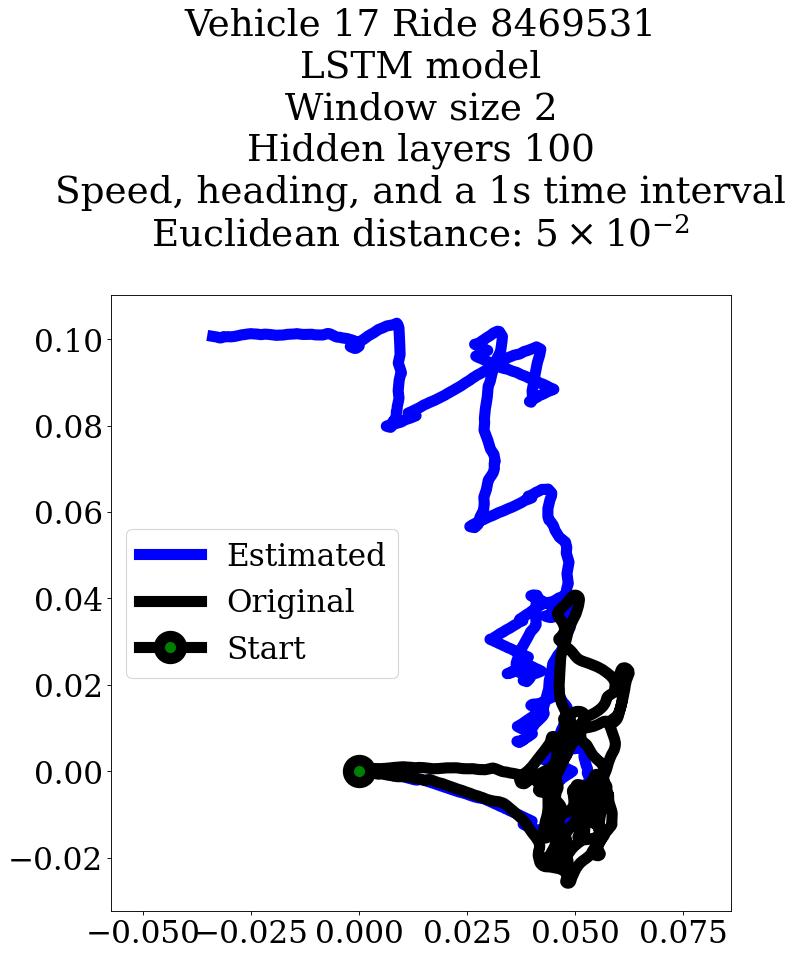 Vehicle 17 Ride 8469531
LSTM model
Window size 2
Hidden layers 100
Speed, heading, and a 1s time interval
Euclidean distance: 5 × 10⁻²
0.10
0.08
0.06
0.04
0.02
0.00
−0.02
Estimated
Original
Start
−0.050 −0.025 0.000 0.025 0.050 0.075